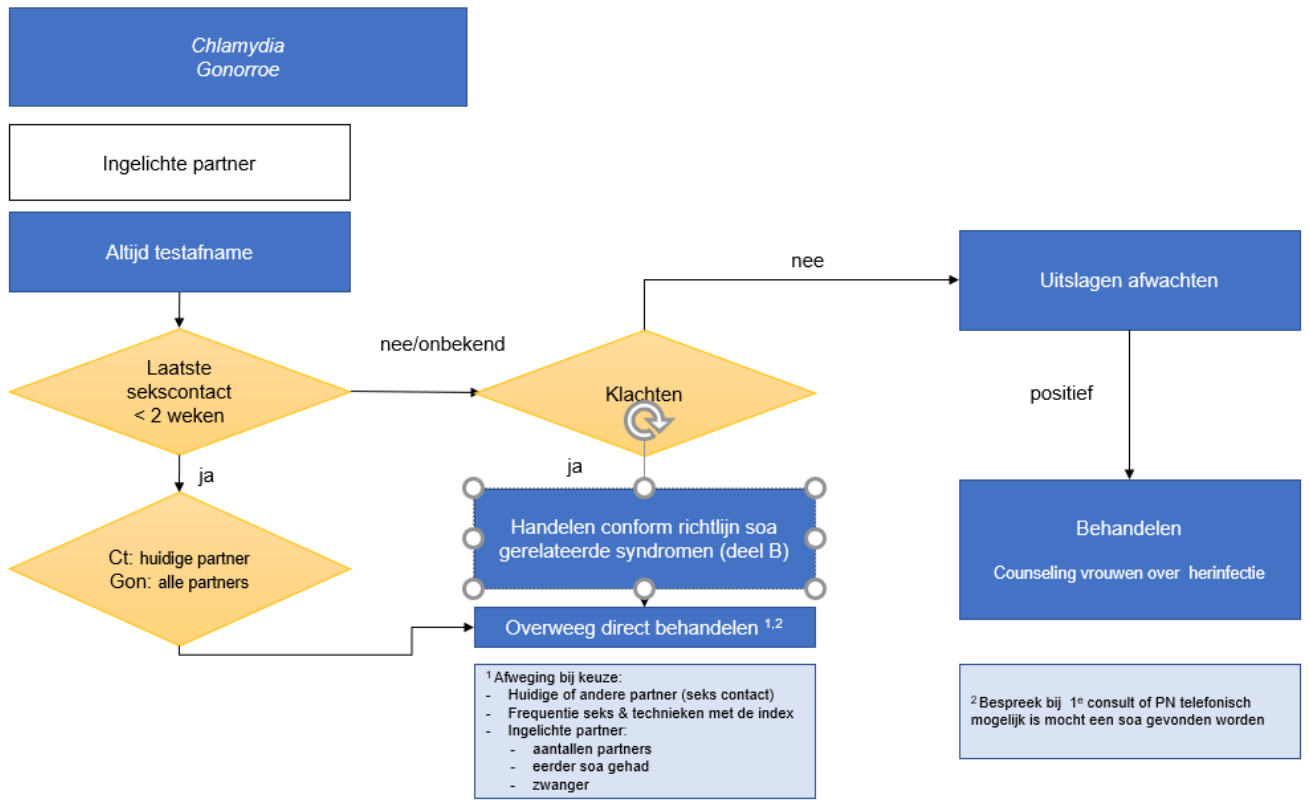 Chlamydia
Gonorroe
Ingelichte partner
Altijd testafname
Laatste
sekscontact
< 2 weken
nee/onbekend
ja
Ct: huidige partner
Gon: alle partners
Klachten
nee
ja
Handelen conform richtlijn soa
gerelateerde syndromen (deel B)
Overweeg direct behandelen 1,2
1 Afweging bij keuze:
- Huidige of andere partner (seks contact)
- Frequentie seks & technieken met de index
- Ingelichte partner:
- aantallen partners
- eerder soa gehad
- zwanger
Uitslagen afwachten
positief
Behandelen
Counseling vrouwen over herinfectie
2 Bespreek bij 1e consult of PN telefonisch
mogelijk is mocht een soa gevonden worden